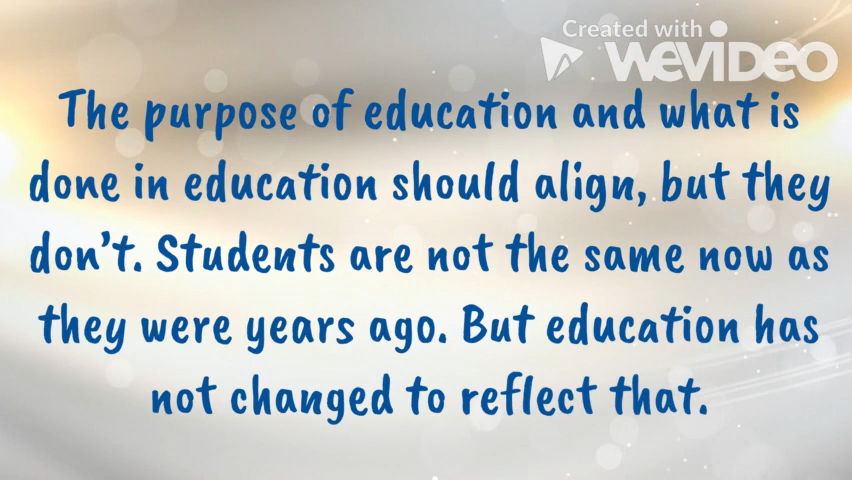 Created with
WEVIDEO
The purpose of education and what is
done in education should align, but they
don't. Students are not the same now as
they were years ago. But education has
not changed to reflect that.